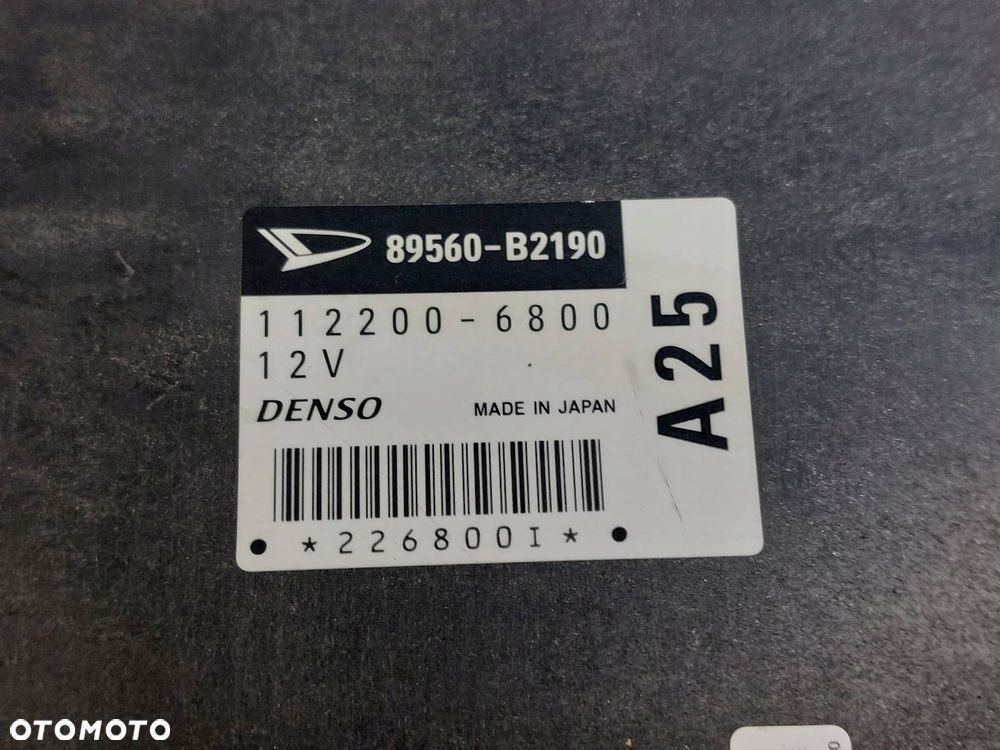 89560-B2190
112200-6800
12V
DENSO MADE IN JAPAN
*226800I*
A25
OTOMOTO